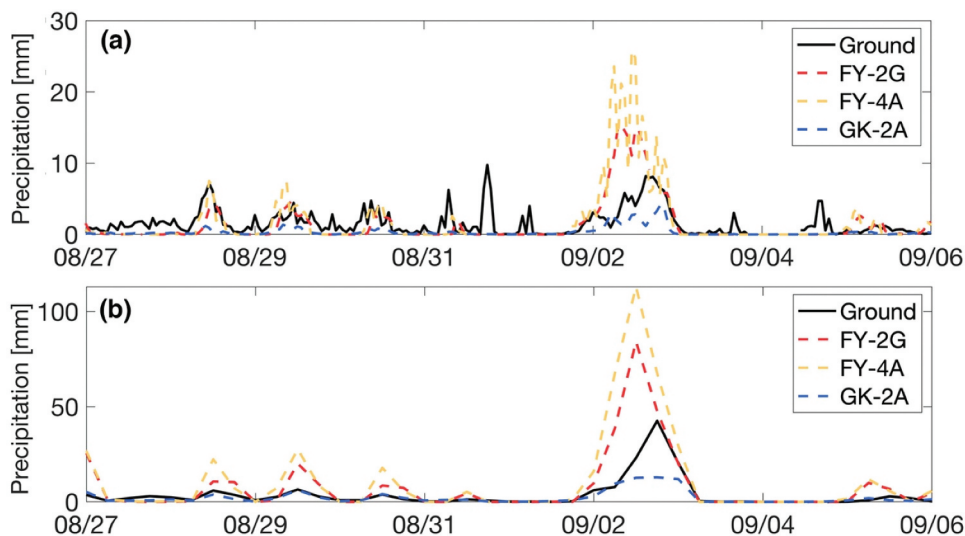 (a)
Precipitation [mm]
30
20
10
0
Ground
FY-2G
FY-4A
GK-2A
08/27 08/29 08/31 09/02 09/04 09/06
(b)
Precipitation [mm]
100
50
0
Ground
FY-2G
FY-4A
GK-2A
08/27 08/29 08/31 09/02 09/04 09/06